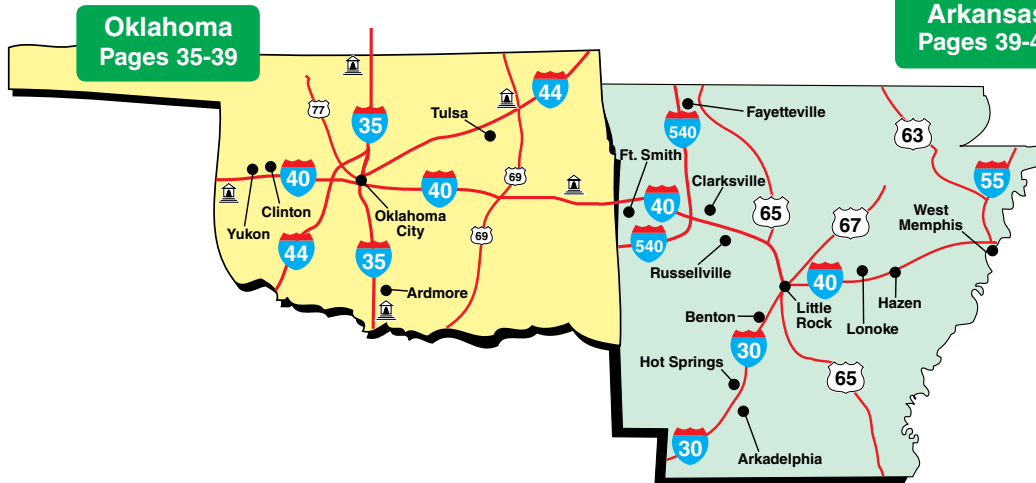 Oklahoma
Pages 35-39
Arkansas
Pages 39-4
77
35
44
Tulsa
69
40
40
Clinton
Yukon
Oklahoma
City
69
44
35
Ardmore
540
Fayetteville
63
Ft. Smith
Clarksville
55
40
65
67
West
Memphis
540
Russellville
40
Hazen
Little
Rock
Lonoke
Benton
30
Hot Springs
65
30
Arkadelphia